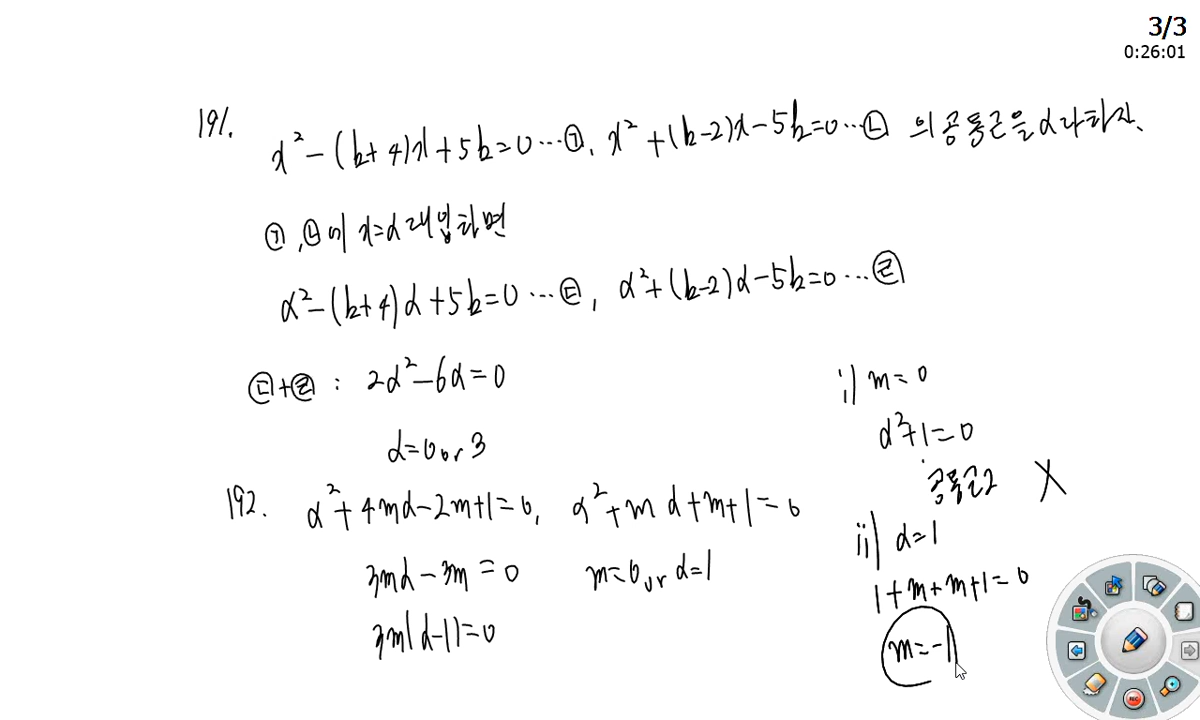 3/3
0:26:01
191. x²-(k+4)x+5k=0 … ㉠, x²+(k-2)x-5k=0 … ㉡ 의 공통근을 α라하자.
㉠, ㉡에 x=α 대입하면
α²-(k+4)α+5k=0 … ㉢, α²+(k-2)α-5k=0 … ㉣
㉢+㉣ : 2α²-6α=0
α=0 or 3
192. α²+4mα-2m+1=0, α²+mα+m+1=0
3mα-3m=0 m=0 or α=1
3m(α-1)=0
i) m=0
α²+1=0
공통근2 X
ii) α=1
1+m+m+1=0
m=-1
REC